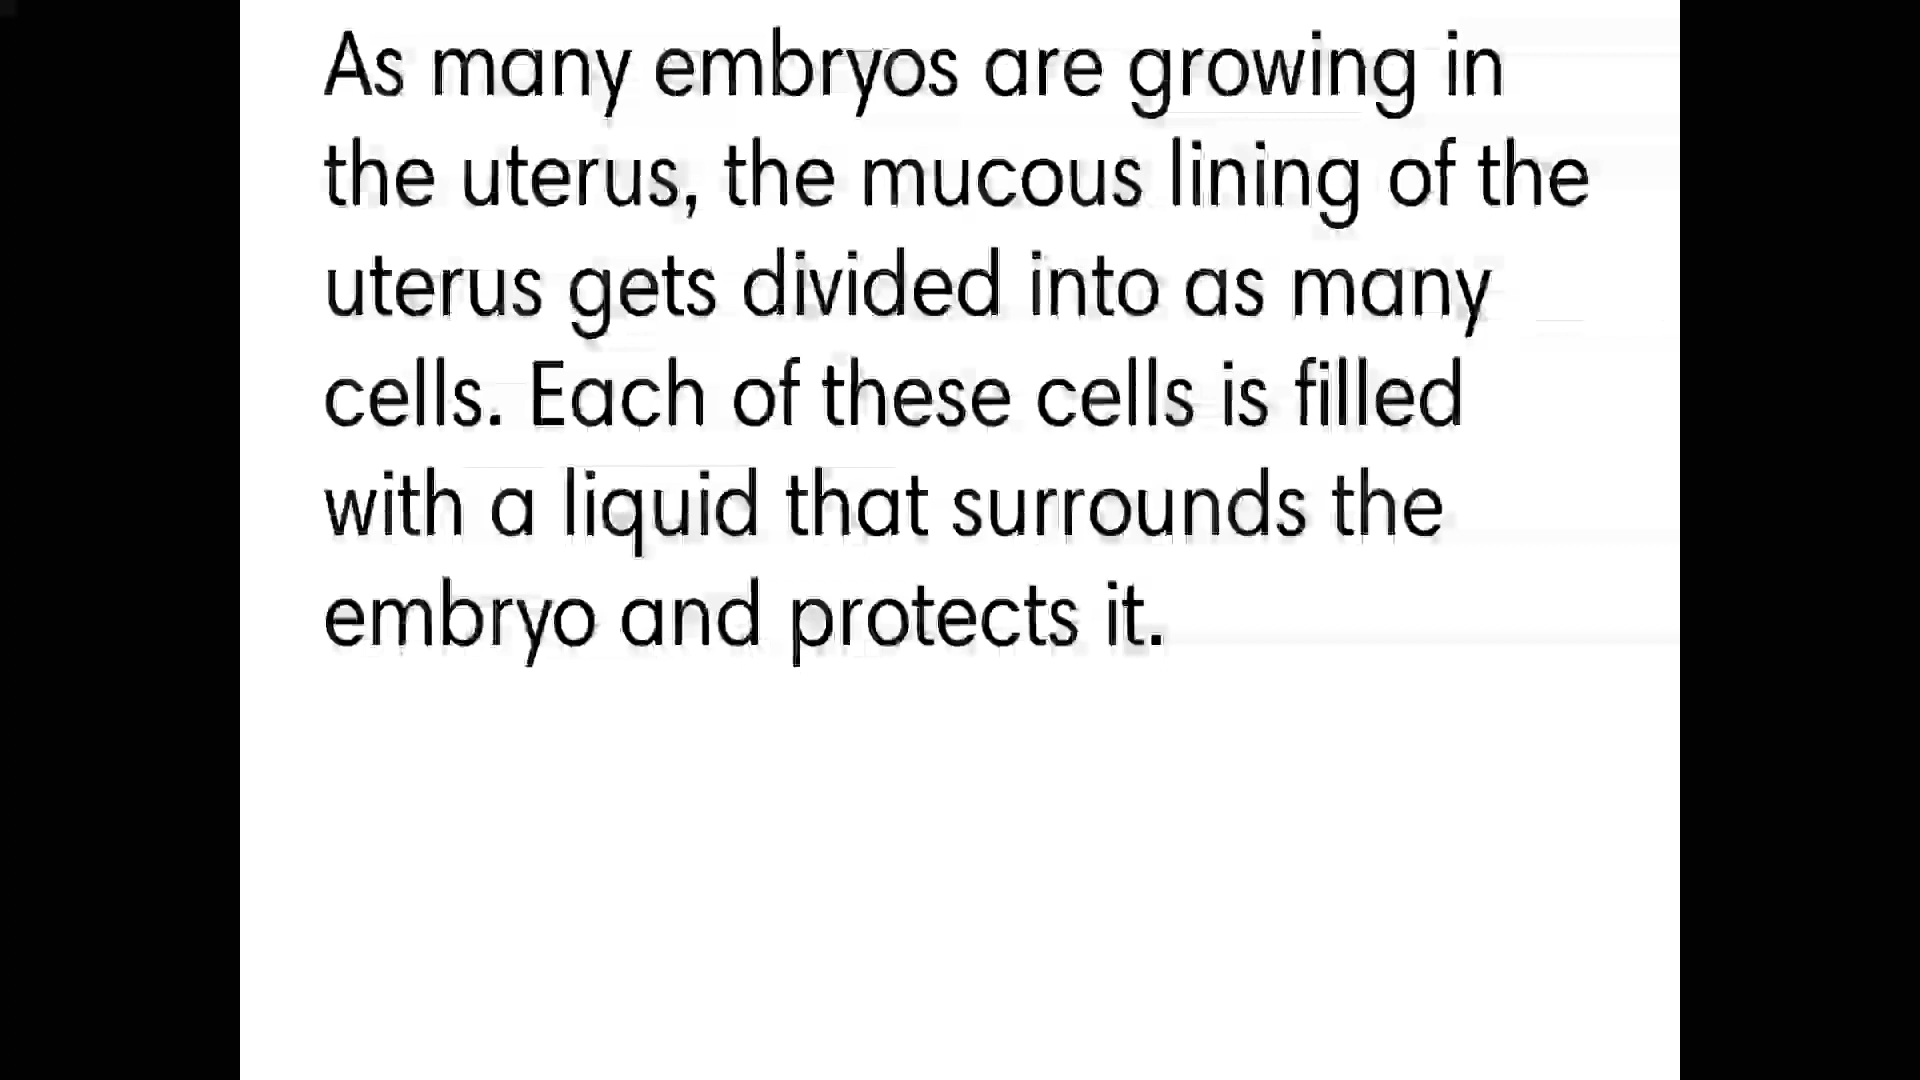 As many embryos are growing in
the uterus, the mucous lining of the
uterus gets divided into as many
cells. Each of these cells is filled
with a liquid that surrounds the
embryo and protects it.